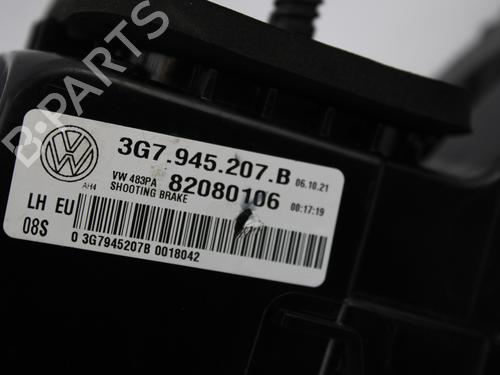 B-PARTS
3G7.945.207.B 06.10.21
VW 483PA 82080106 00:17:19
AH4 SHOOTING BRAKE
LH EU
08S 0 3G7945207B 0018042